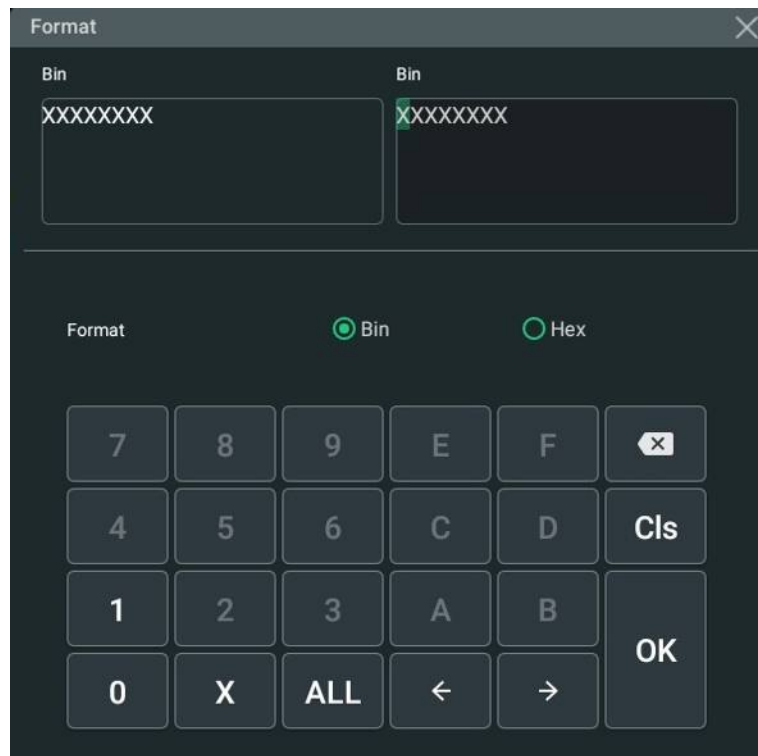 Format
Bin Bin
XXXXXXXX XXXXXXXX
Format Bin Hex
7 8 9 E F
4 5 6 C D Cls
1 2 3 A B
OK
0 X ALL ← →